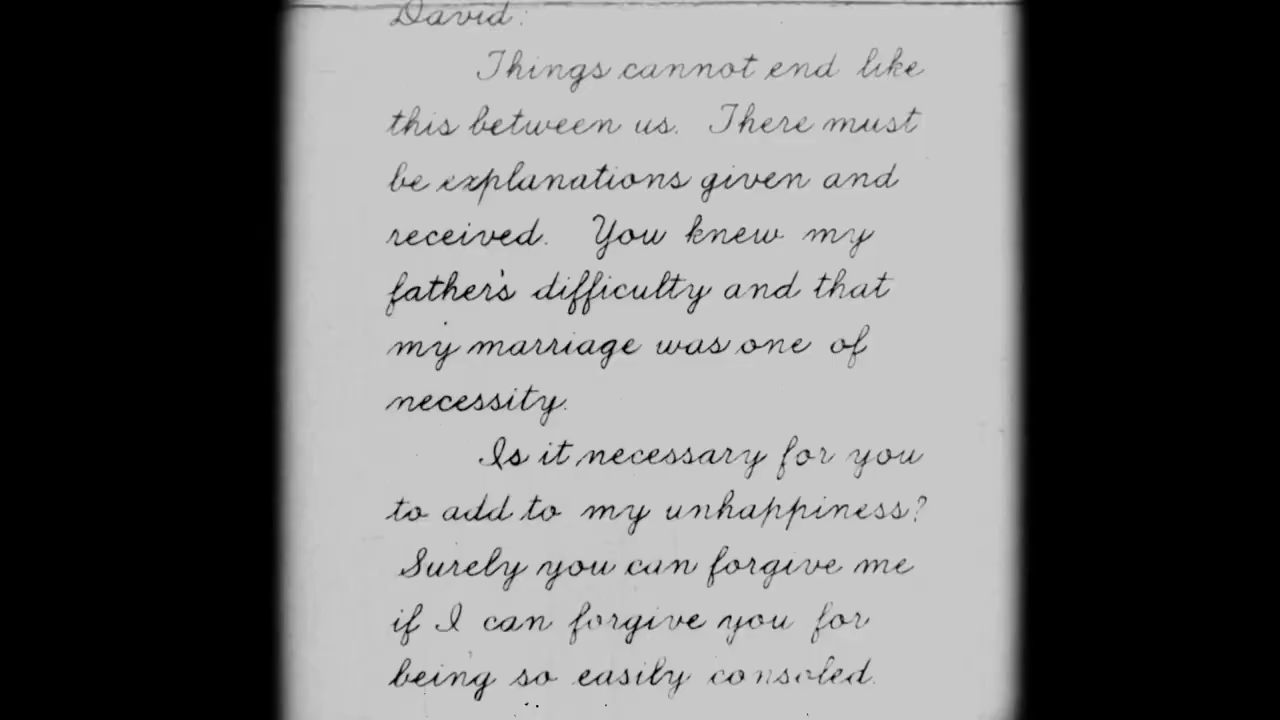 David:
Things cannot end like
this between us. There must
be explanations given and
received. You knew my
father's difficulty and that
my marriage was one of
necessity.
Is it necessary for you
to add to my unhappiness?
Surely you can forgive me
if I can forgive you for
being so easily consoled.